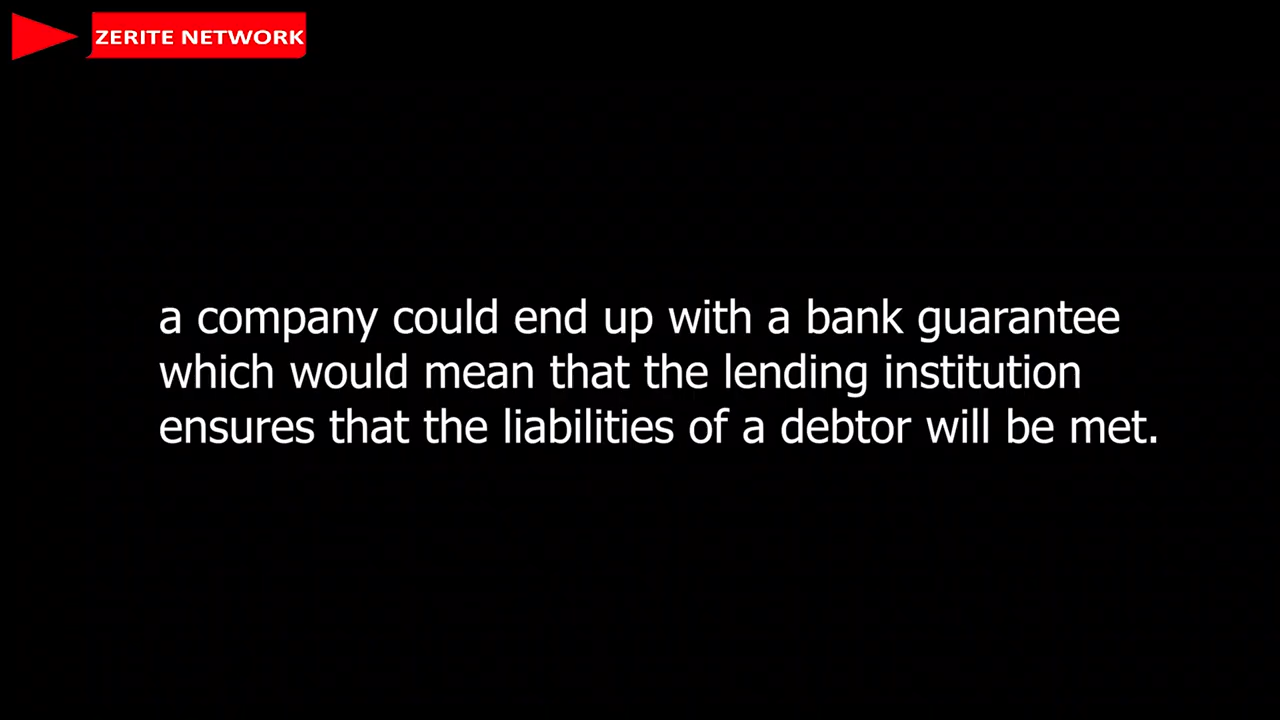 ZERITE NETWORK
a company could end up with a bank guarantee
which would mean that the lending institution
ensures that the liabilities of a debtor will be met.